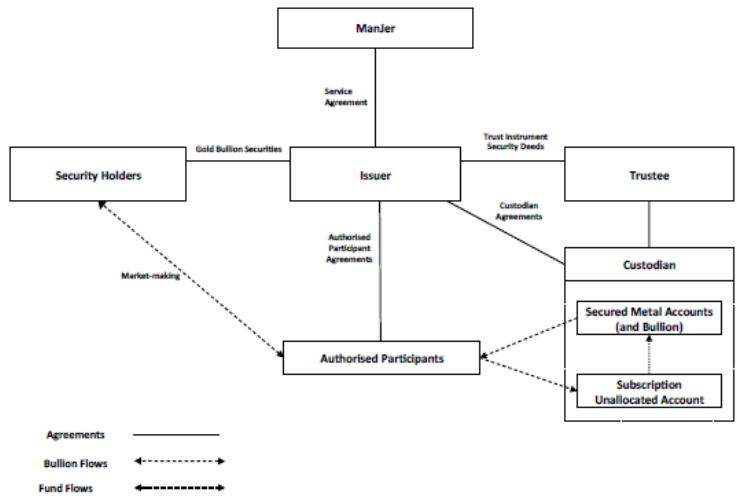 ManJer
Service
Agreement
Gold Bullion Securities
Trust Instrument
Security Deeds
Security Holders
Issuer
Trustee
Custodian
Agreements
Authorised
Participant
Agreements
Market-making
Custodian
Secured Metal Accounts
(and Bullion)
Authorised Participants
Subscription
Unallocated Account
Agreements
Bullion Flows
Fund Flows